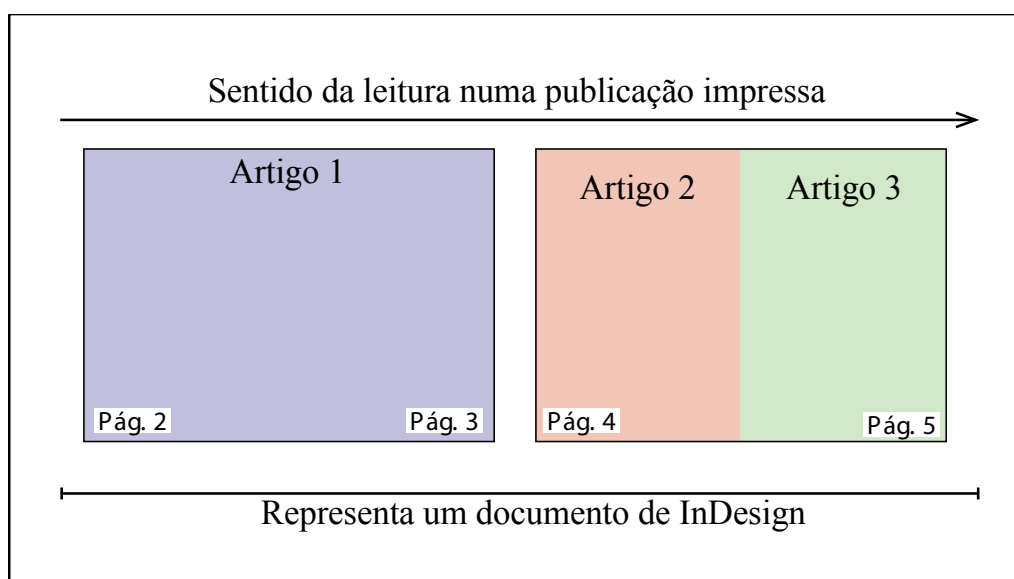 Sentido da leitura numa publicação impressa
Artigo 1
Artigo 2
Artigo 3
Pág. 2
Pág. 3
Pág. 4
Pág. 5
Representa um documento de InDesign